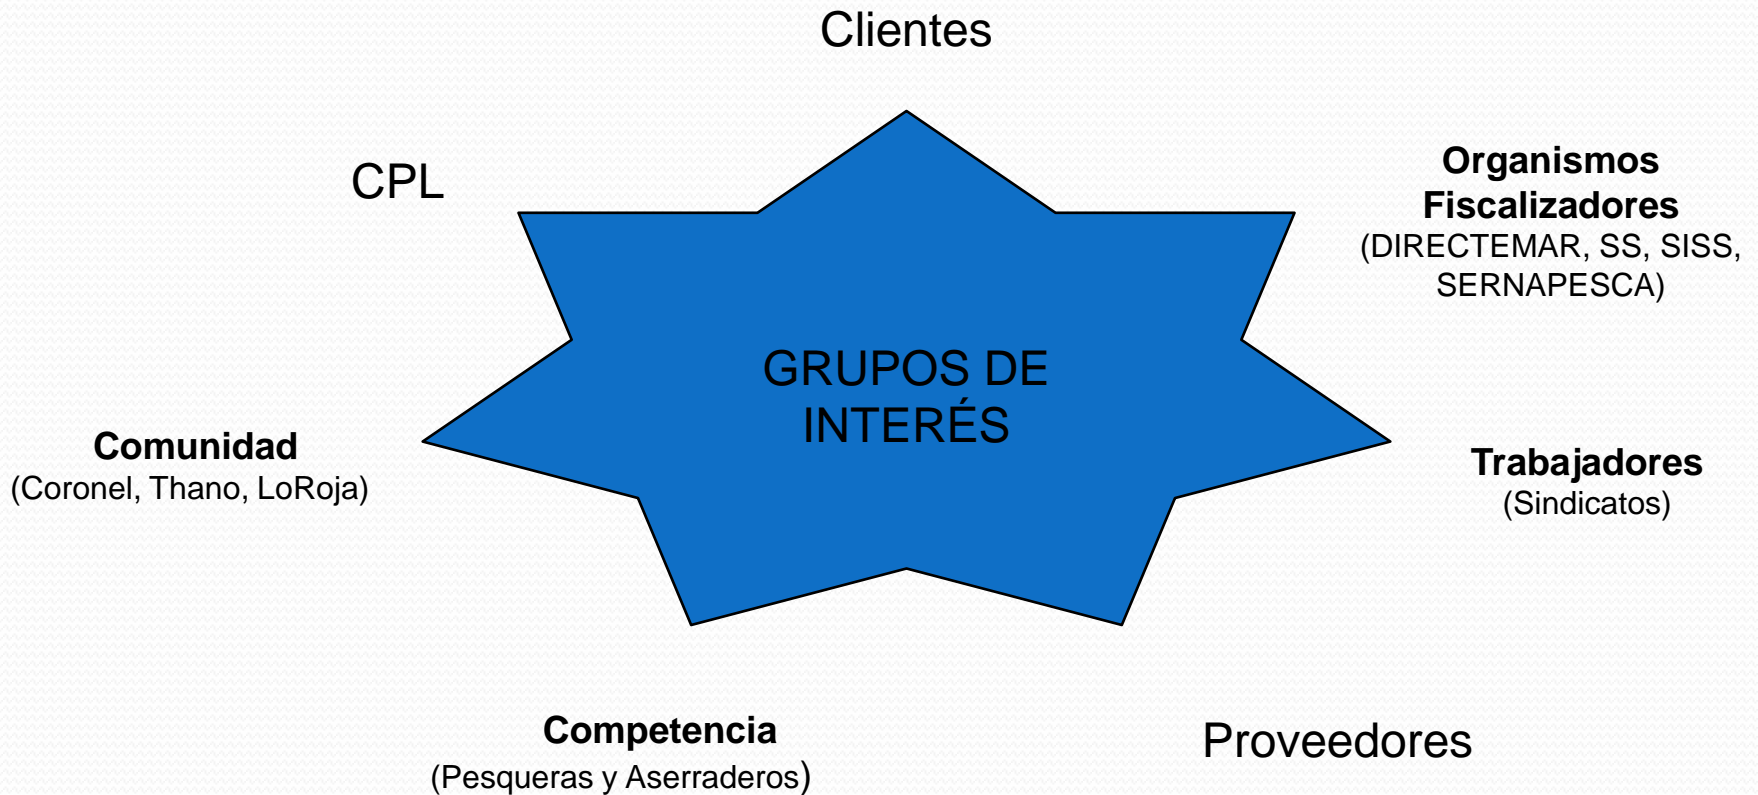 Clientes
CPL
Organismos
Fiscalizadores
(DIRECTEMAR, SS, SISS,
SERNAPESCA)
GRUPOS DE
INTERÉS
Comunidad
(Coronel, Thano, LoRoja)
Trabajadores
(Sindicatos)
Competencia
(Pesqueras y Aserraderos)
Proveedores